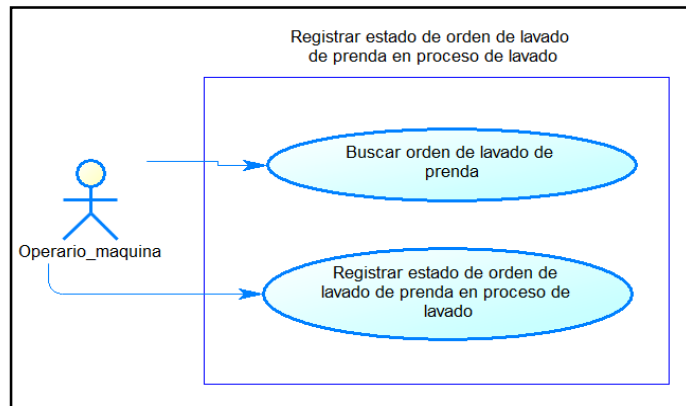 Registrar estado de orden de lavado
de prenda en proceso de lavado
Buscar orden de lavado de
prenda
Operario_maquina
Registrar estado de orden de
lavado de prenda en proceso de
lavado